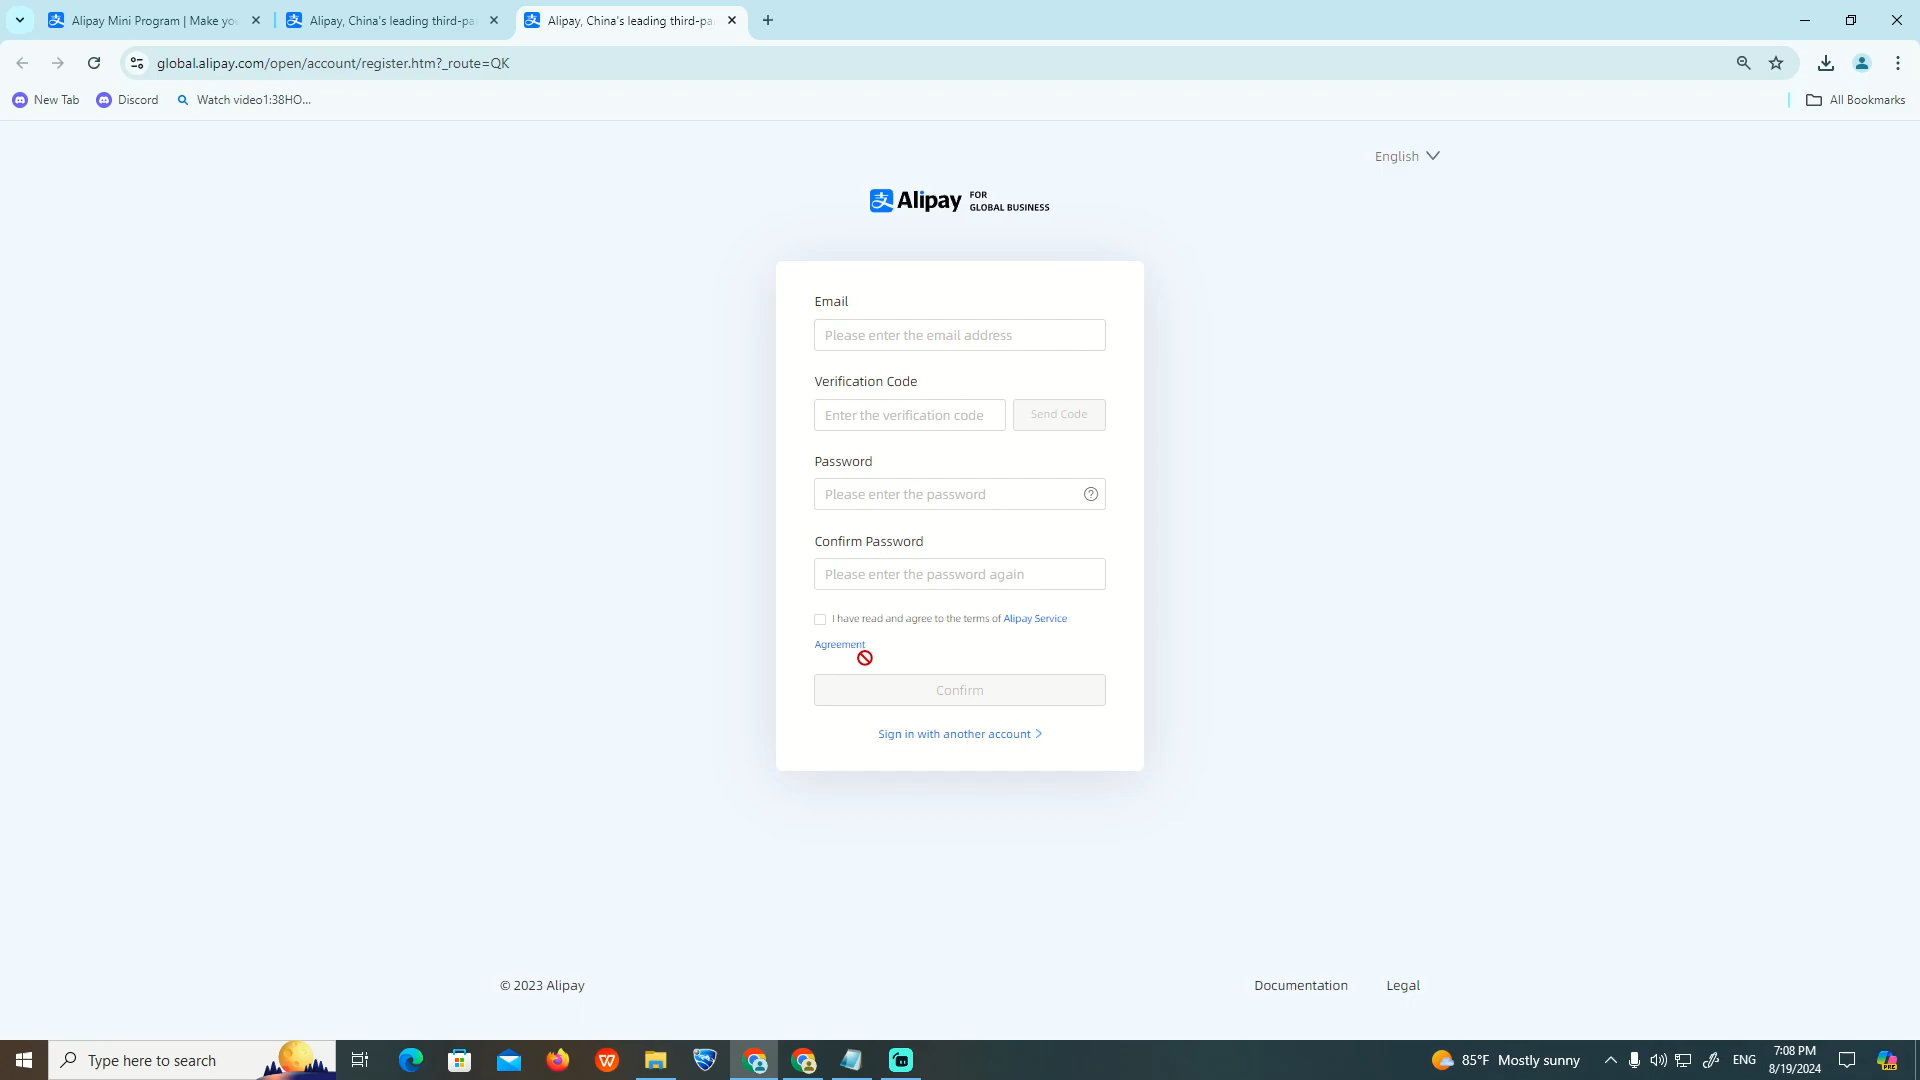 Alipay Mini Program | Make yo
Alipay, China's leading third-pa
Alipay, China's leading third-pa
global.alipay.com/open/account/register.htm?_route=QK
New Tab
Discord
Watch video1:38HO...
All Bookmarks
English
支 Alipay FOR
GLOBAL BUSINESS
Email
Please enter the email address
Verification Code
Enter the verification code
Send Code
Password
Please enter the password
Confirm Password
Please enter the password again
I have read and agree to the terms of Alipay Service
Agreement
Confirm
Sign in with another account >
© 2023 Alipay
Documentation
Legal
Type here to search
85°F Mostly sunny
ENG
7:08 PM
8/19/2024